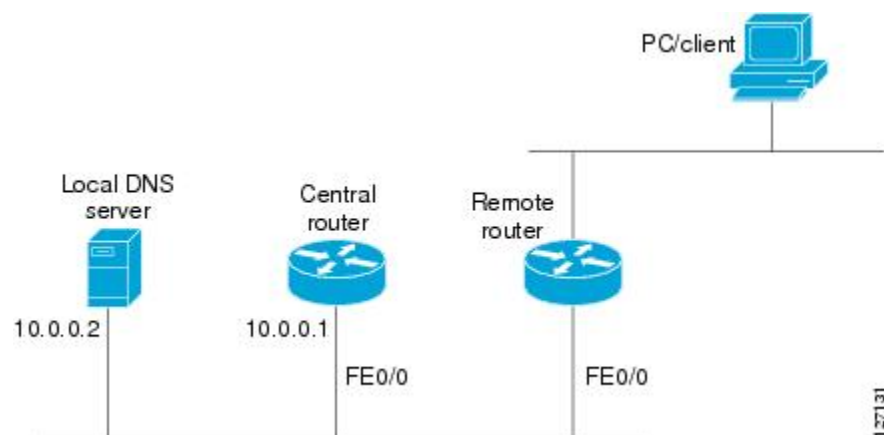 PC/client
Local DNS
server
Central
router
Remote
router
10.0.0.2
10.0.0.1
FE0/0
FE0/0
127131